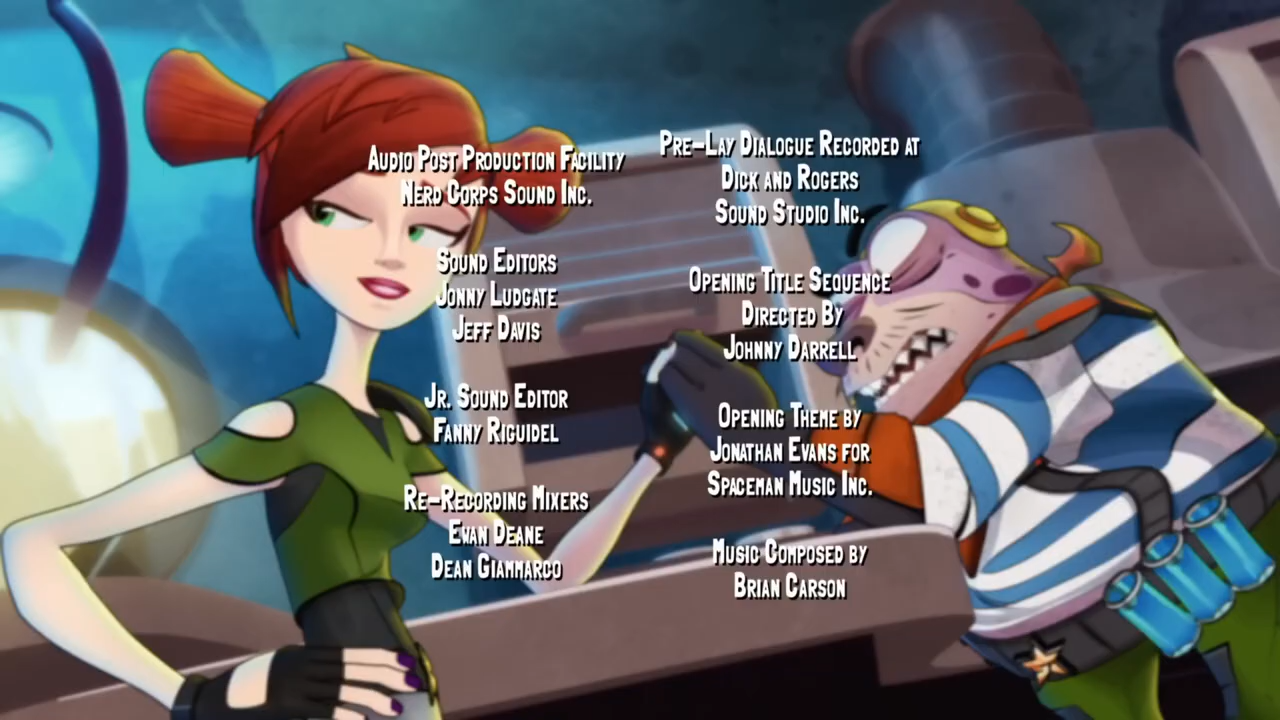 Audio Post Production Facility
Nerd Corps Sound Inc.
Sound Editors
Jonny Ludgate
Jeff Davis
Jr. Sound Editor
Fanny Riguidel
Re-Recording Mixers
Ewan Deane
Dean Giammarco
Pre-Lay Dialogue Recorded at
Dick and Rogers
Sound Studio Inc.
Opening Title Sequence
Directed By
Johnny Darrell
Opening Theme by
Jonathan Evans for
Spaceman Music Inc.
Music Composed by
Brian Carson